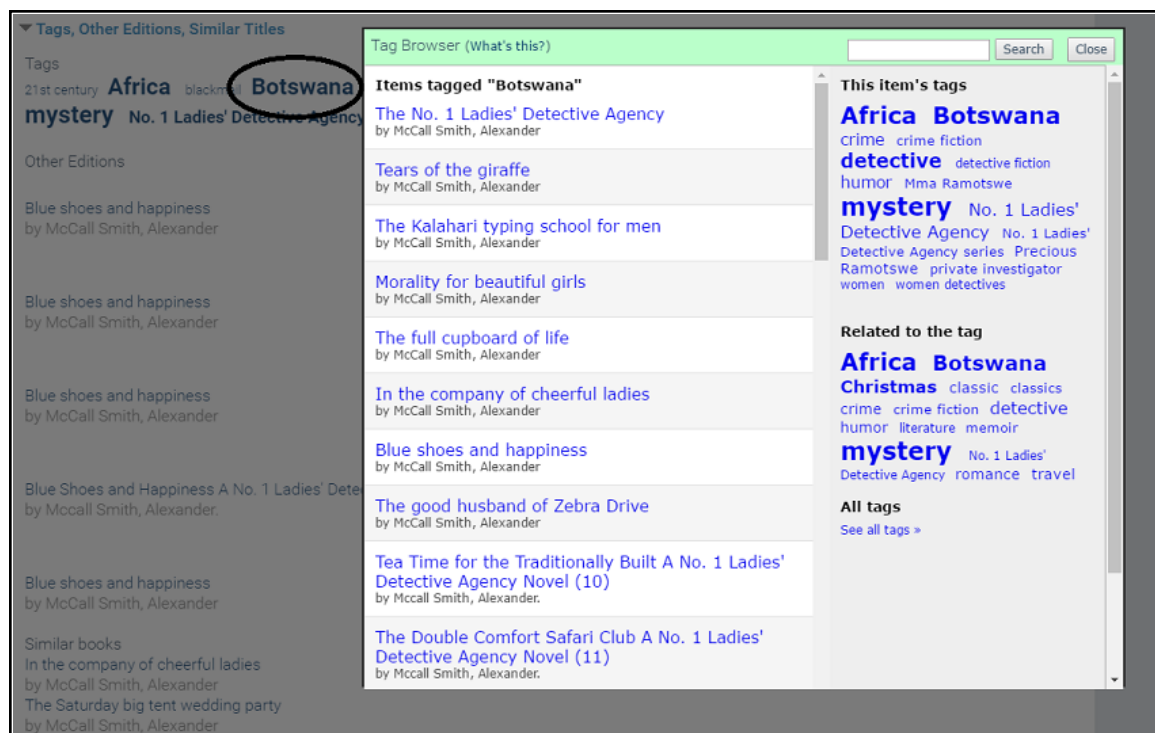 Tags, Other Editions, Similar Titles
Tags
21st century Africa blackmail Botswana
mystery No. 1 Ladies' Detective Agency
Other Editions
Blue shoes and happiness
by McCall Smith, Alexander
Blue shoes and happiness
by McCall Smith, Alexander
Blue shoes and happiness
by McCall Smith, Alexander
Blue Shoes and Happiness A No. 1 Ladies' Dete
by Mccall Smith, Alexander.
Blue shoes and happiness
by McCall Smith, Alexander
Similar books
In the company of cheerful ladies
by McCall Smith, Alexander
The Saturday big tent wedding party
by McCall Smith, Alexander
Tag Browser (What's this?)
Search
Close
Items tagged "Botswana"
The No. 1 Ladies' Detective Agency
by McCall Smith, Alexander
Tears of the giraffe
by McCall Smith, Alexander
The Kalahari typing school for men
by McCall Smith, Alexander
Morality for beautiful girls
by McCall Smith, Alexander
The full cupboard of life
by McCall Smith, Alexander
In the company of cheerful ladies
by McCall Smith, Alexander
Blue shoes and happiness
by McCall Smith, Alexander
The good husband of Zebra Drive
by McCall Smith, Alexander
Tea Time for the Traditionally Built A No. 1 Ladies'
Detective Agency Novel (10)
by Mccall Smith, Alexander.
The Double Comfort Safari Club A No. 1 Ladies'
Detective Agency Novel (11)
by Mccall Smith, Alexander.
This item's tags
Africa Botswana
crime crime fiction
detective detective fiction
humor Mma Ramotswe
mystery No. 1 Ladies'
Detective Agency No. 1 Ladies'
Detective Agency series Precious
Ramotswe private investigator
women women detectives
Related to the tag
Africa Botswana
Christmas classic classics
crime crime fiction detective
humor literature memoir
mystery No. 1 Ladies'
Detective Agency romance travel
All tags
See all tags »